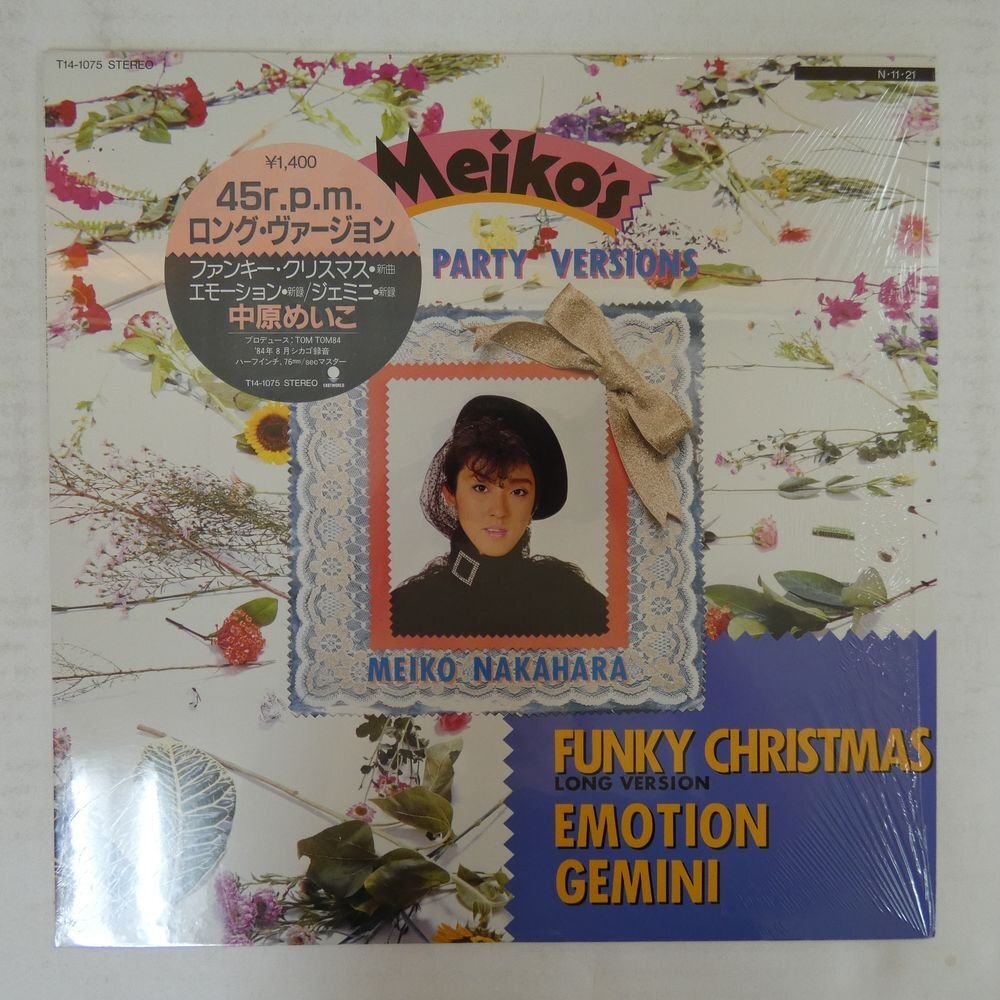 T14-1075 STEREO
N・11・21
¥1,400
45r.p.m.
ロング・ヴァージョン
ファンキー・クリスマス●新曲
エモーション●新録/ジェミニ●新録
中原めいこ
プロデュース：TOM TOM84
'84年8月シカゴ録音
ハーフインチ、76cm/secマスター
T14-1075 STEREO
EASTWORLD
Meiko's
PARTY VERSIONS
MEIKO NAKAHARA
FUNKY CHRISTMAS
LONG VERSION
EMOTION
GEMINI